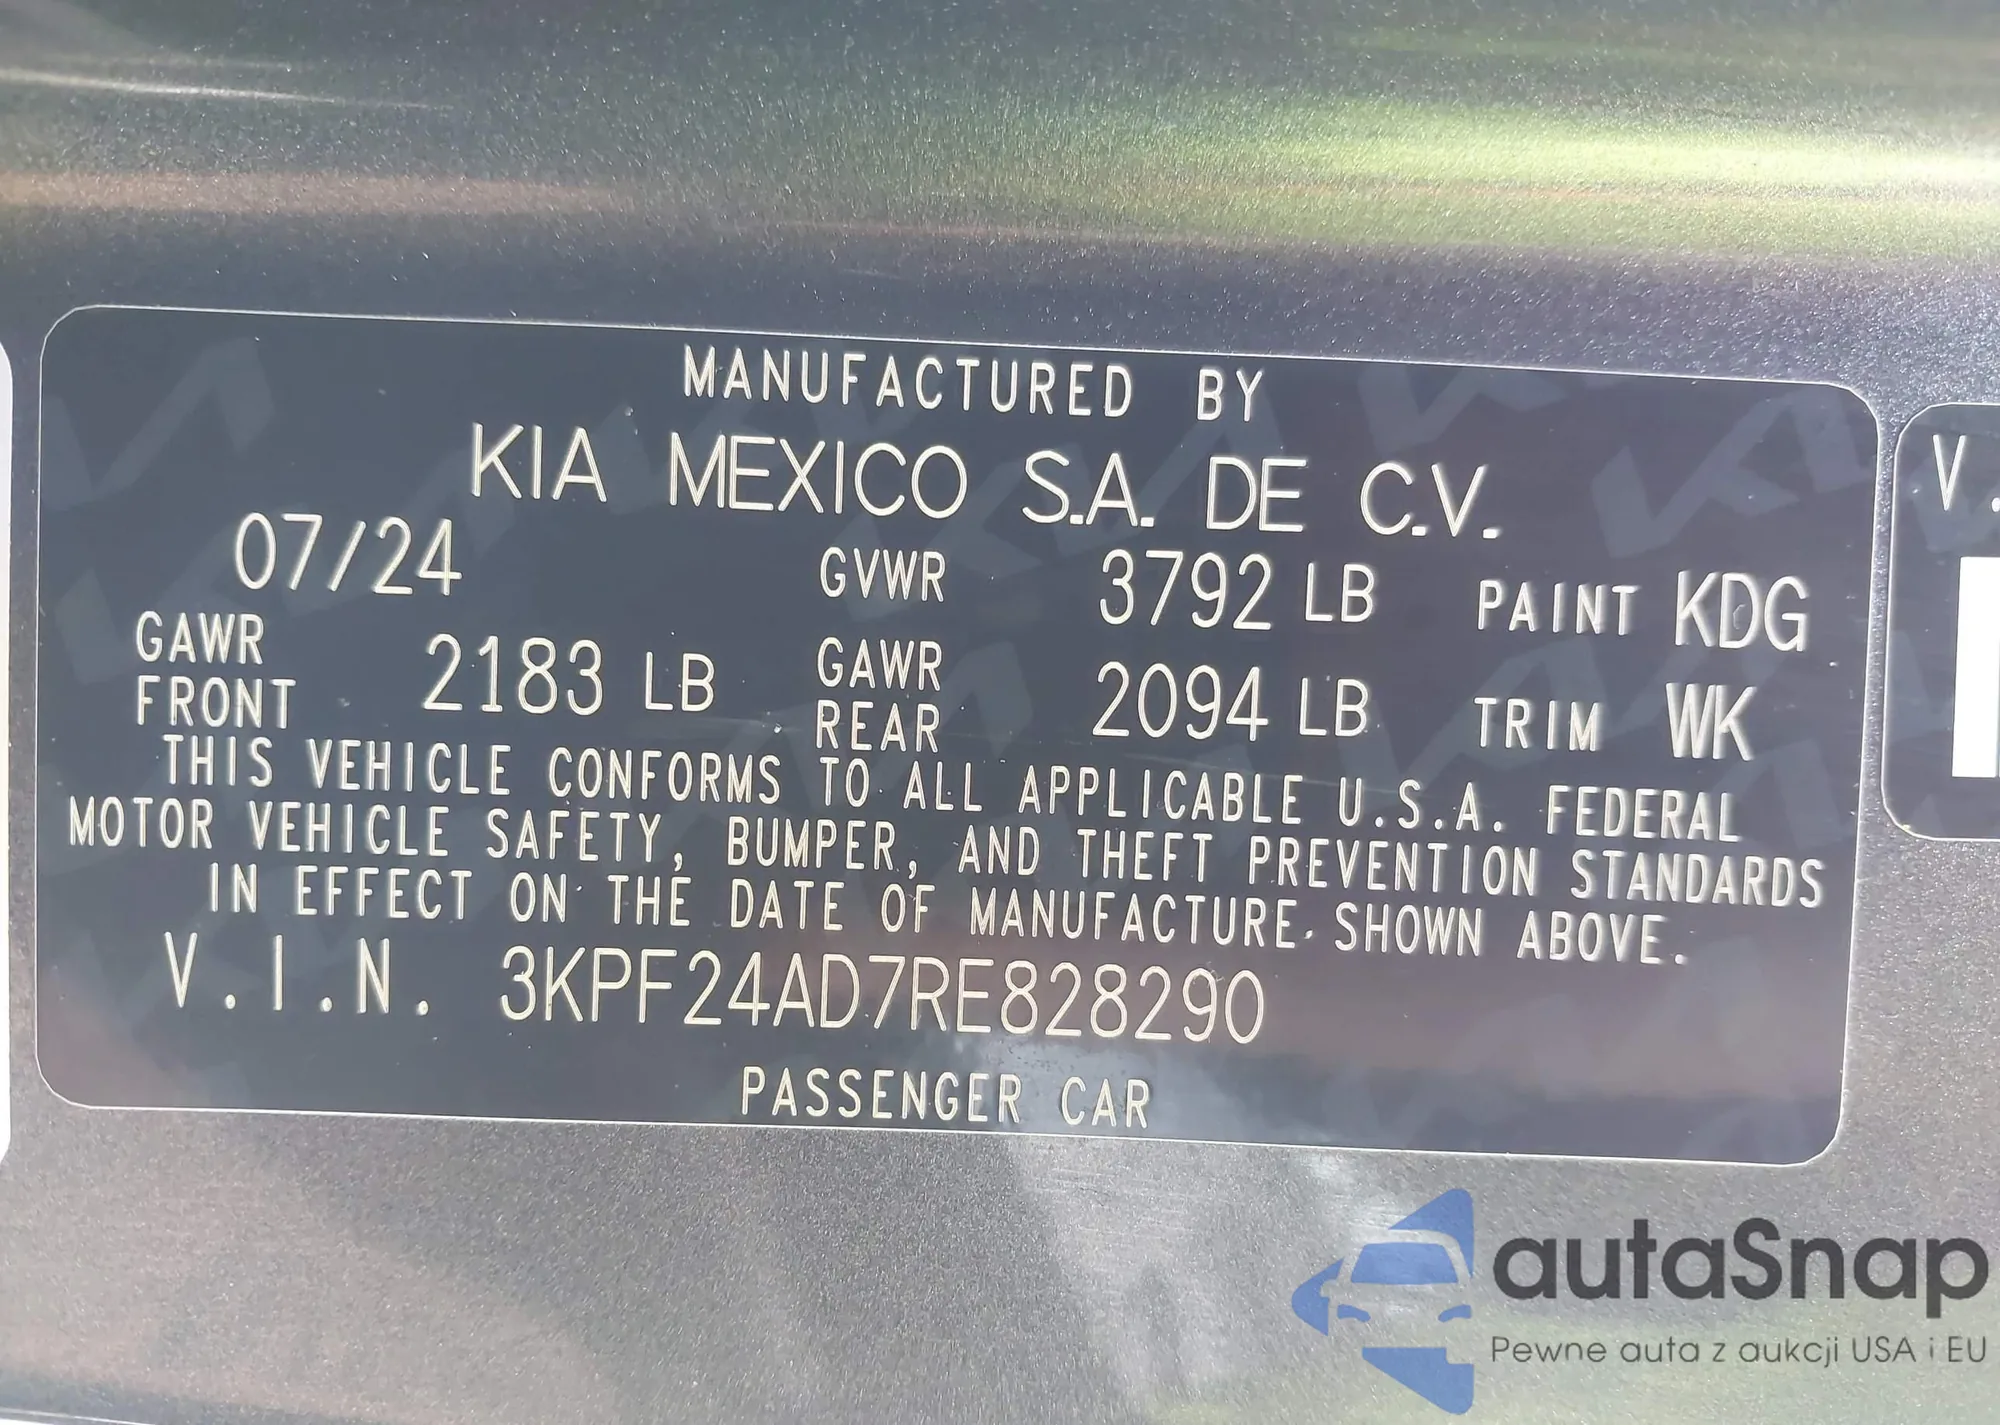 MANUFACTURED BY
KIA MEXICO S.A. DE C.V.
07/24 GVWR 3792 LB PAINT KDG
GAWR FRONT 2183 LB GAWR REAR 2094 LB TRIM WK
THIS VEHICLE CONFORMS TO ALL APPLICABLE U.S.A. FEDERAL
MOTOR VEHICLE SAFETY, BUMPER, AND THEFT PREVENTION STANDARDS
IN EFFECT ON THE DATE OF MANUFACTURE SHOWN ABOVE.
V.I.N. 3KPF24AD7RE828290
PASSENGER CAR
V.
autaSnap
Pewne auta z aukcji USA i EU